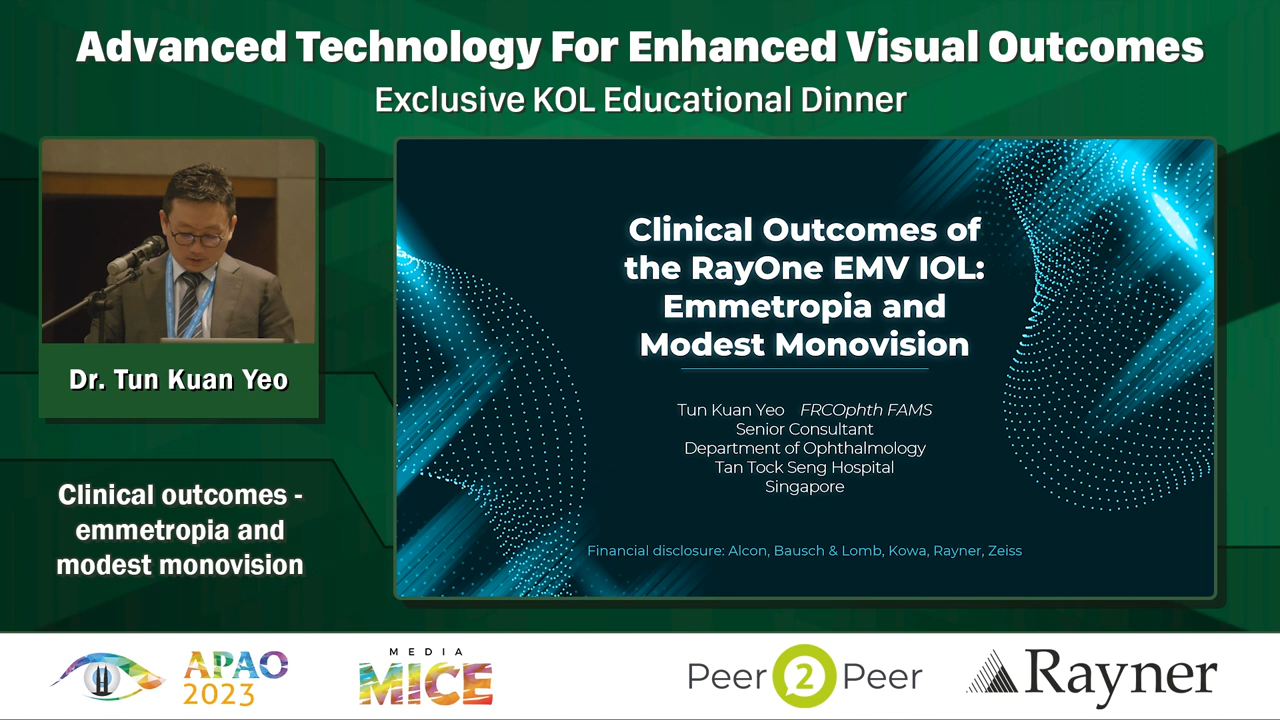 Advanced Technology For Enhanced Visual Outcomes
Exclusive KOL Educational Dinner
Dr. Tun Kuan Yeo
Clinical outcomes -
emmetropia and
modest monovision
Clinical Outcomes of
the RayOne EMV IOL:
Emmetropia and
Modest Monovision
Tun Kuan Yeo FRCOphth FAMS
Senior Consultant
Department of Ophthalmology
Tan Tock Seng Hospital
Singapore
Financial disclosure: Alcon, Bausch & Lomb, Kowa, Rayner, Zeiss
APAO
2023
MEDIA
MICE
Peer 2 Peer
Rayner